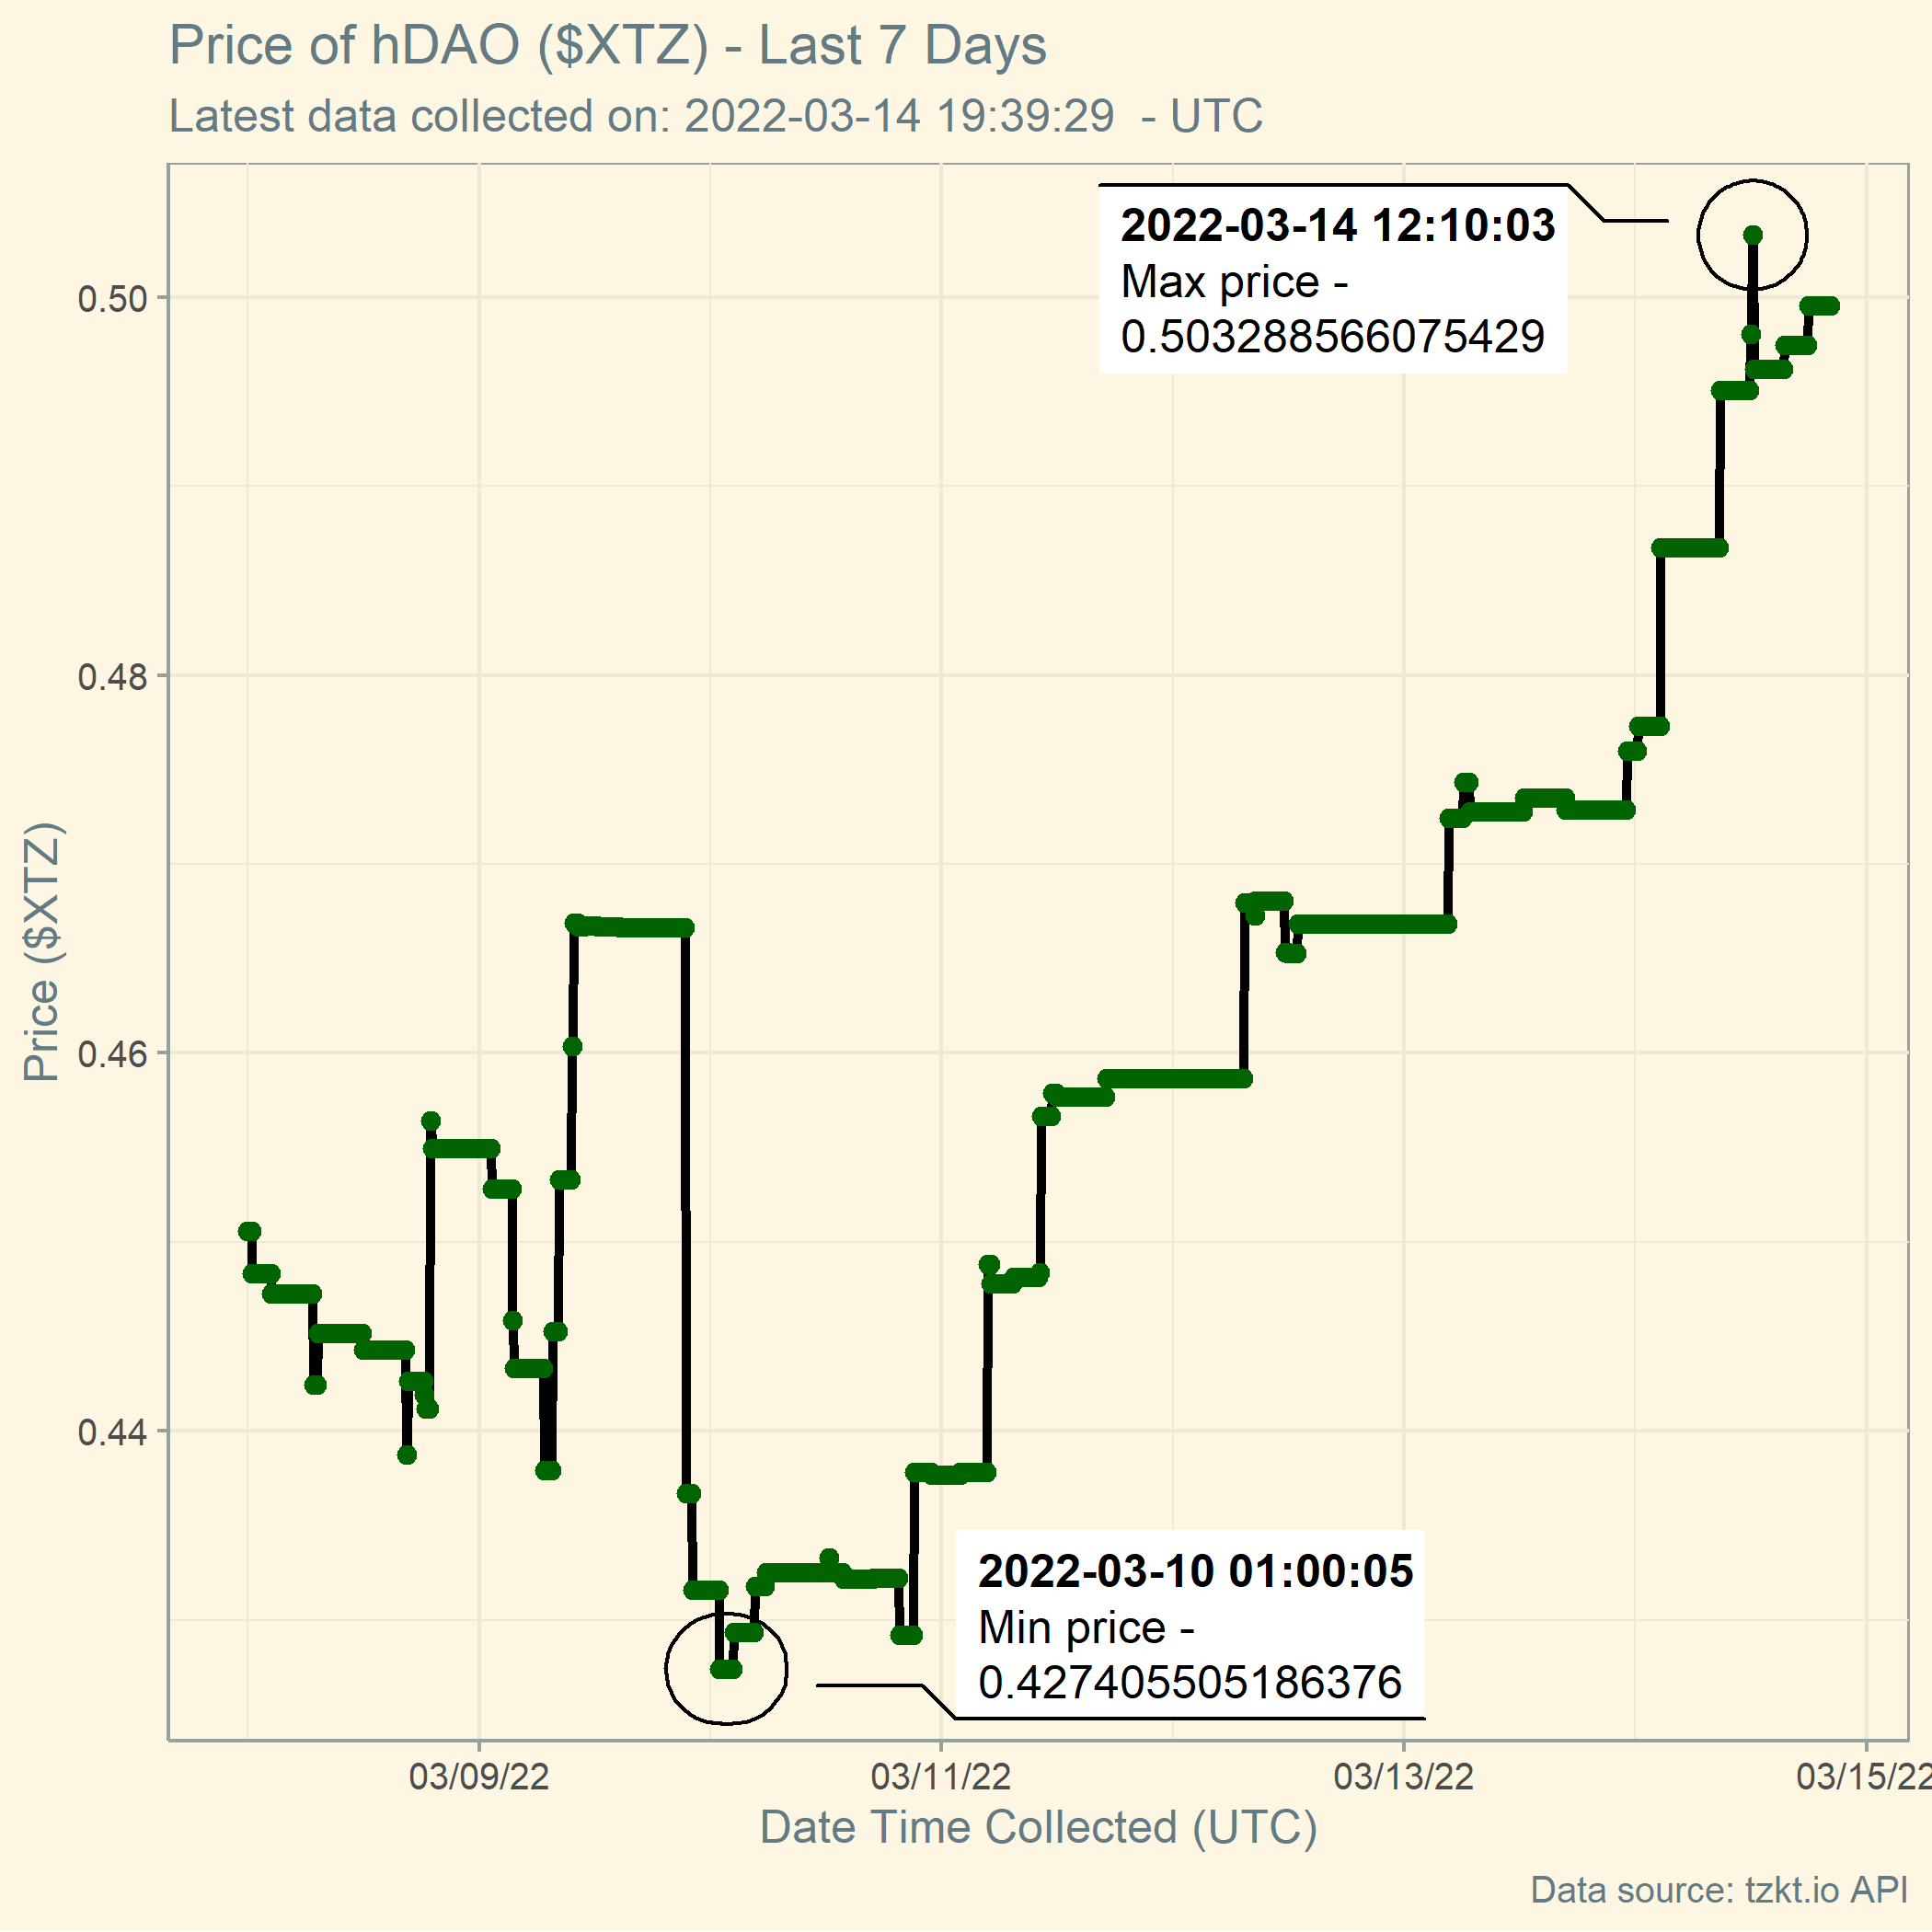 Price of hDAO ($XTZ) - Last 7 Days
Latest data collected on: 2022-03-14 19:39:29  - UTC
2022-03-14 12:10:03
Max price -
0.503288566075429
0.50
0.48
0.46
0.44
Price ($XTZ)
2022-03-10 01:00:05
Min price -
0.427405505186376
03/09/22
03/11/22
03/13/22
03/15/22
Date Time Collected (UTC)
Data source: tzkt.io API